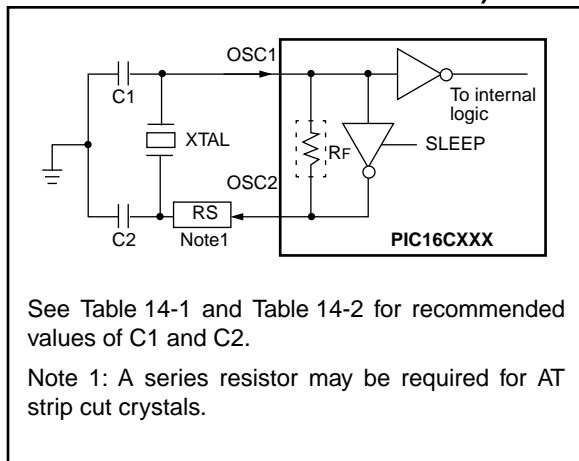 OSC1
C1
To internal
logic
XTAL
RF
SLEEP
OSC2
RS
C2
Note1
PIC16CXXX
See Table 14-1 and Table 14-2 for recommended
values of C1 and C2.
Note 1: A series resistor may be required for AT
strip cut crystals.